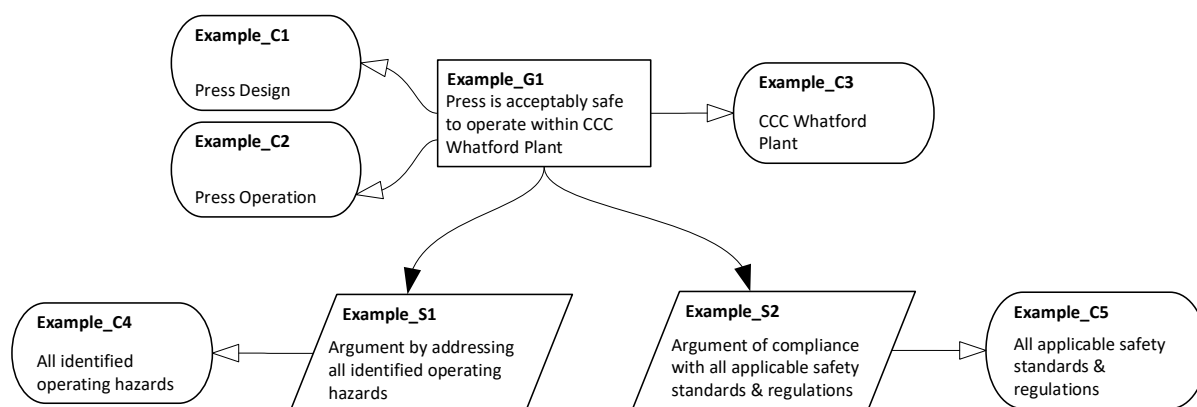 Example_C1
Press Design
Example_G1
Press is acceptably safe
to operate within CCC
Whatford Plant
Example_C3
CCC Whatford
Plant
Example_C2
Press Operation
Example_C4
All identified
operating hazards
Example_S1
Argument by addressing
all identified operating
hazards
Example_S2
Argument of compliance
with all applicable safety
standards & regulations
Example_C5
All applicable safety
standards &
regulations